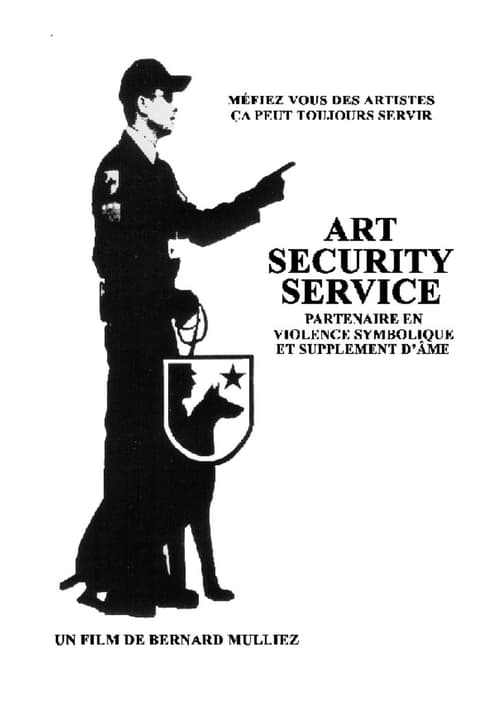 MÉFIEZ VOUS DES ARTISTES
ÇA PEUT TOUJOURS SERVIR
ART
SECURITY
SERVICE
PARTENAIRE EN
VIOLENCE SYMBOLIQUE
ET SUPPLEMENT D'ÂME
UN FILM DE BERNARD MULLIEZ